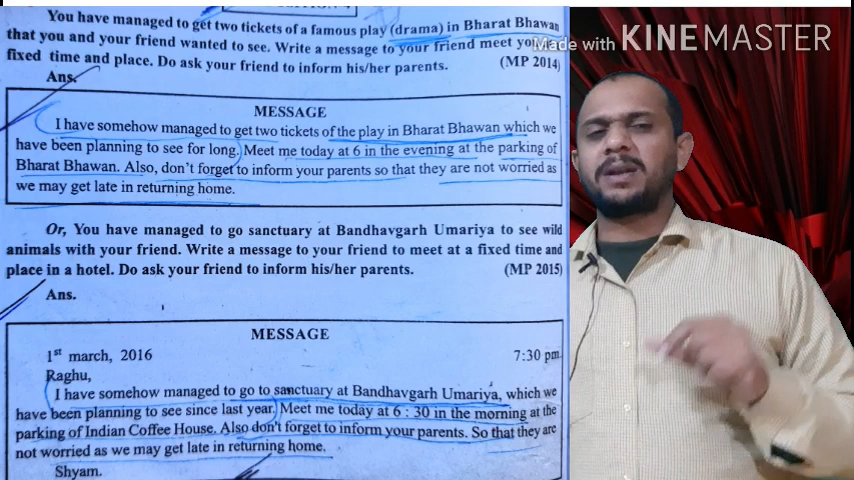 You have managed to get two tickets of a famous play (drama) in Bharat Bhawan
that you and your friend wanted to see. Write a message to your friend meet
fixed time and place. Do ask your friend to inform his/her parents. (MP 2014)
Made with KINEMASTER
Ans.
MESSAGE
I have somehow managed to get two tickets of the play in Bharat Bhawan which we
have been planning to see for long. Meet me today at 6 in the evening at the parking of
Bharat Bhawan. Also, don't forget to inform your parents so that they are not worried as
we may get late in returning home.
Or, You have managed to go sanctuary at Bandhavgarh Umariya to see wild
animals with your friend. Write a message to your friend to meet at a fixed time and
place in a hotel. Do ask your friend to inform his/her parents. (MP 2015)
Ans.
MESSAGE
1st march, 2016 7:30 pm
Raghu,
I have somehow managed to go to sanctuary at Bandhavgarh Umariya, which we
have been planning to see since last year. Meet me today at 6 : 30 in the morning at the
parking of Indian Coffee House. Also don't forget to inform your parents. So that they are
not worried as we may get late in returning home.
Shyam.